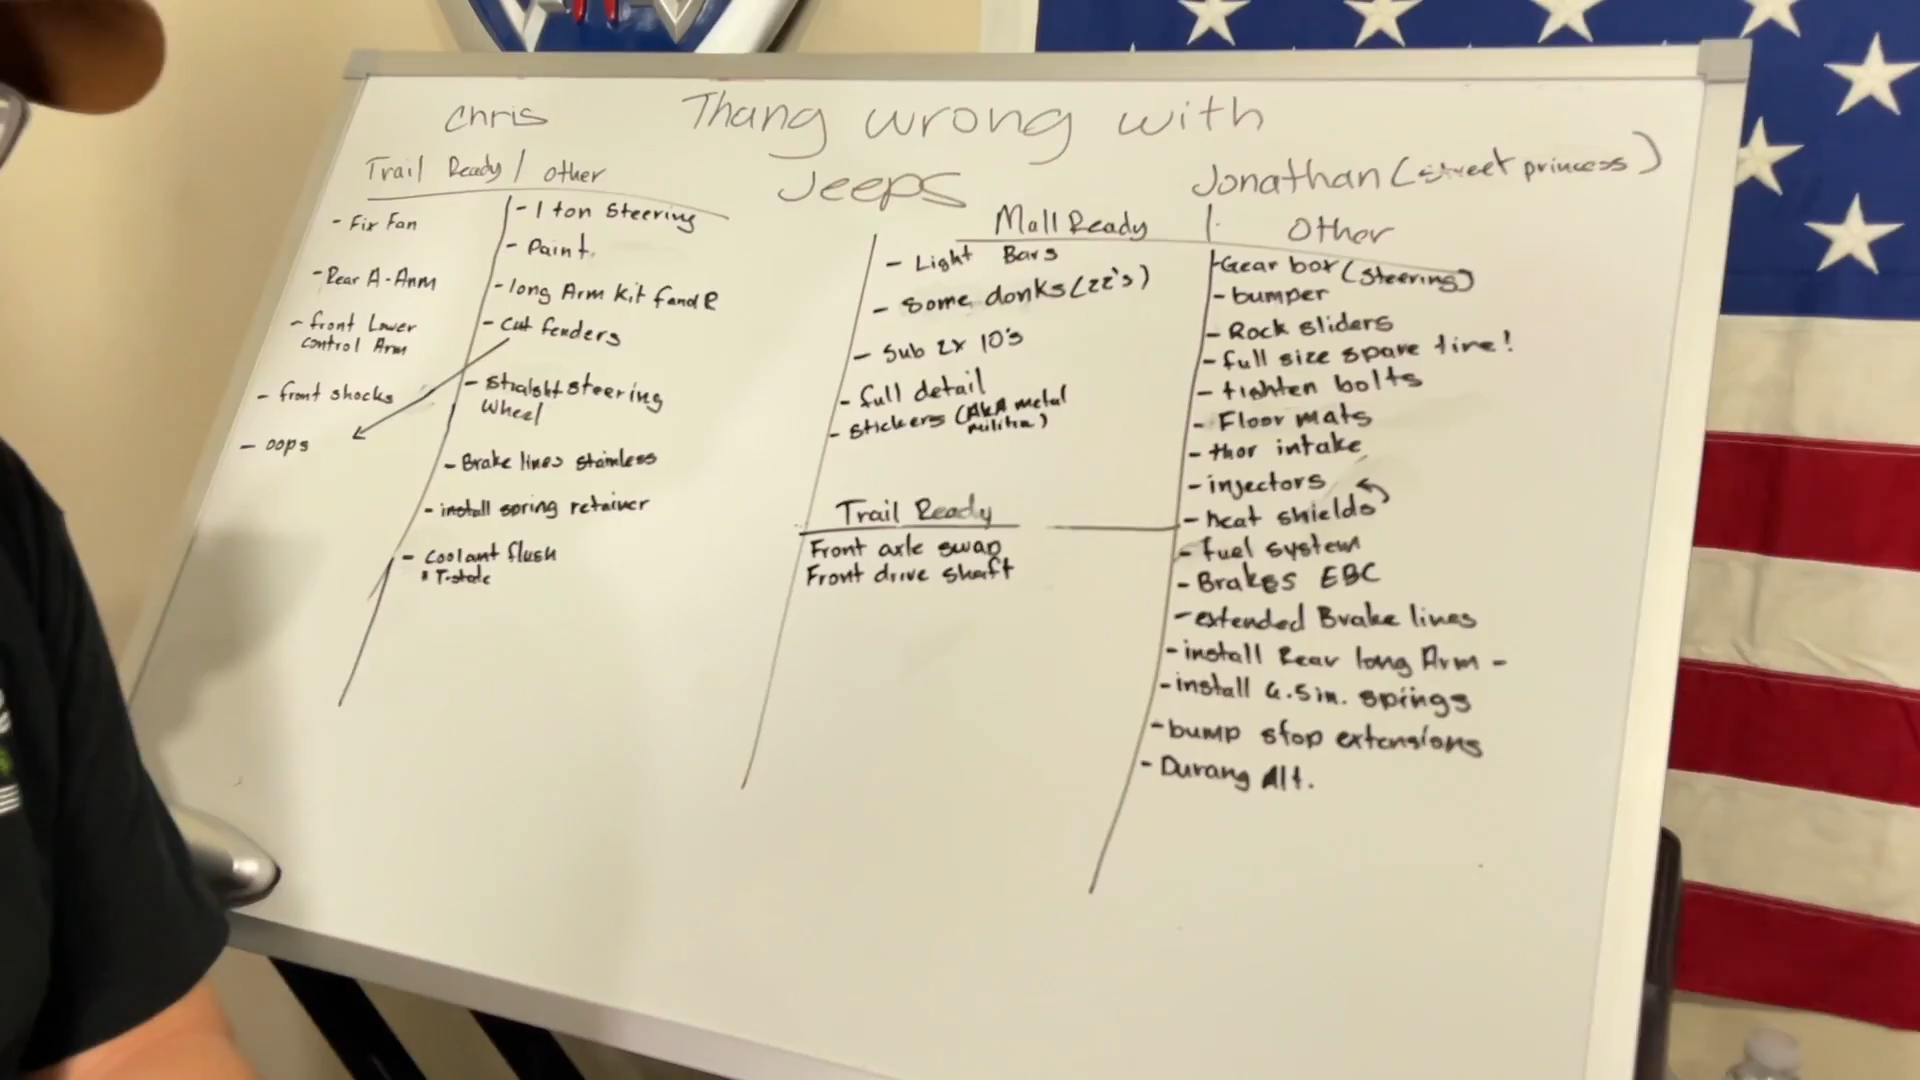 Chris
Thang wrong with
Jeeps
Trail Ready / other
- Fix Fan
- Rear A-Arm
- front Lower
control Arm
- front shocks
- oops
- 1 ton Steering
- Paint.
- long Arm kit f and R
- Cut fenders
- Straight steering
wheel
- Brake lines stainless
- install spring retainer
- Coolant flush
Jonathan (street princess)
Mall Ready
- Light Bars
- Some donks (22's)
- Sub 2x 10's
- full detail
- Stickers (AKA metal
militia)
Trail Ready
Front axle swap
Front drive shaft
Other
- Gear box (Steering)
- bumper
- Rock sliders
- full size spare tire!
- tighten bolts
- Floor mats
- thor intake
- injectors
- heat shields
- fuel system
- Brakes EBC
- extended Brake lines
- install Rear long Arm -
- install 4.5in. springs
- bump stop extensions
- Durang Alt.